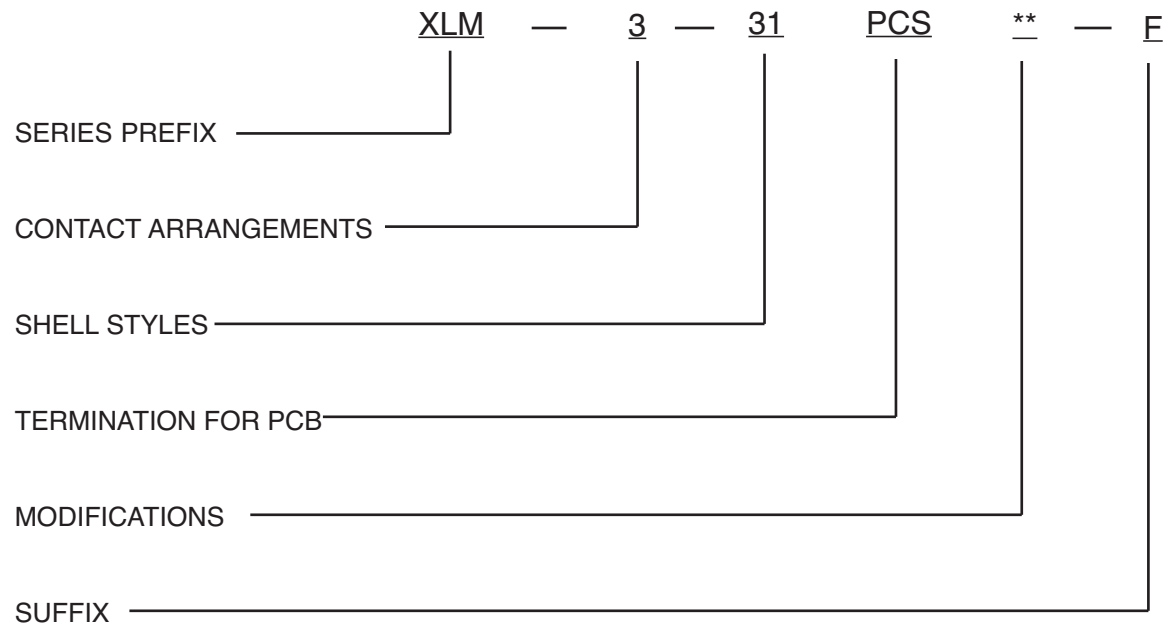 XLM — 3 — 31 PCS ** — F
SERIES PREFIX
CONTACT ARRANGEMENTS
SHELL STYLES
TERMINATION FOR PCB
MODIFICATIONS
SUFFIX